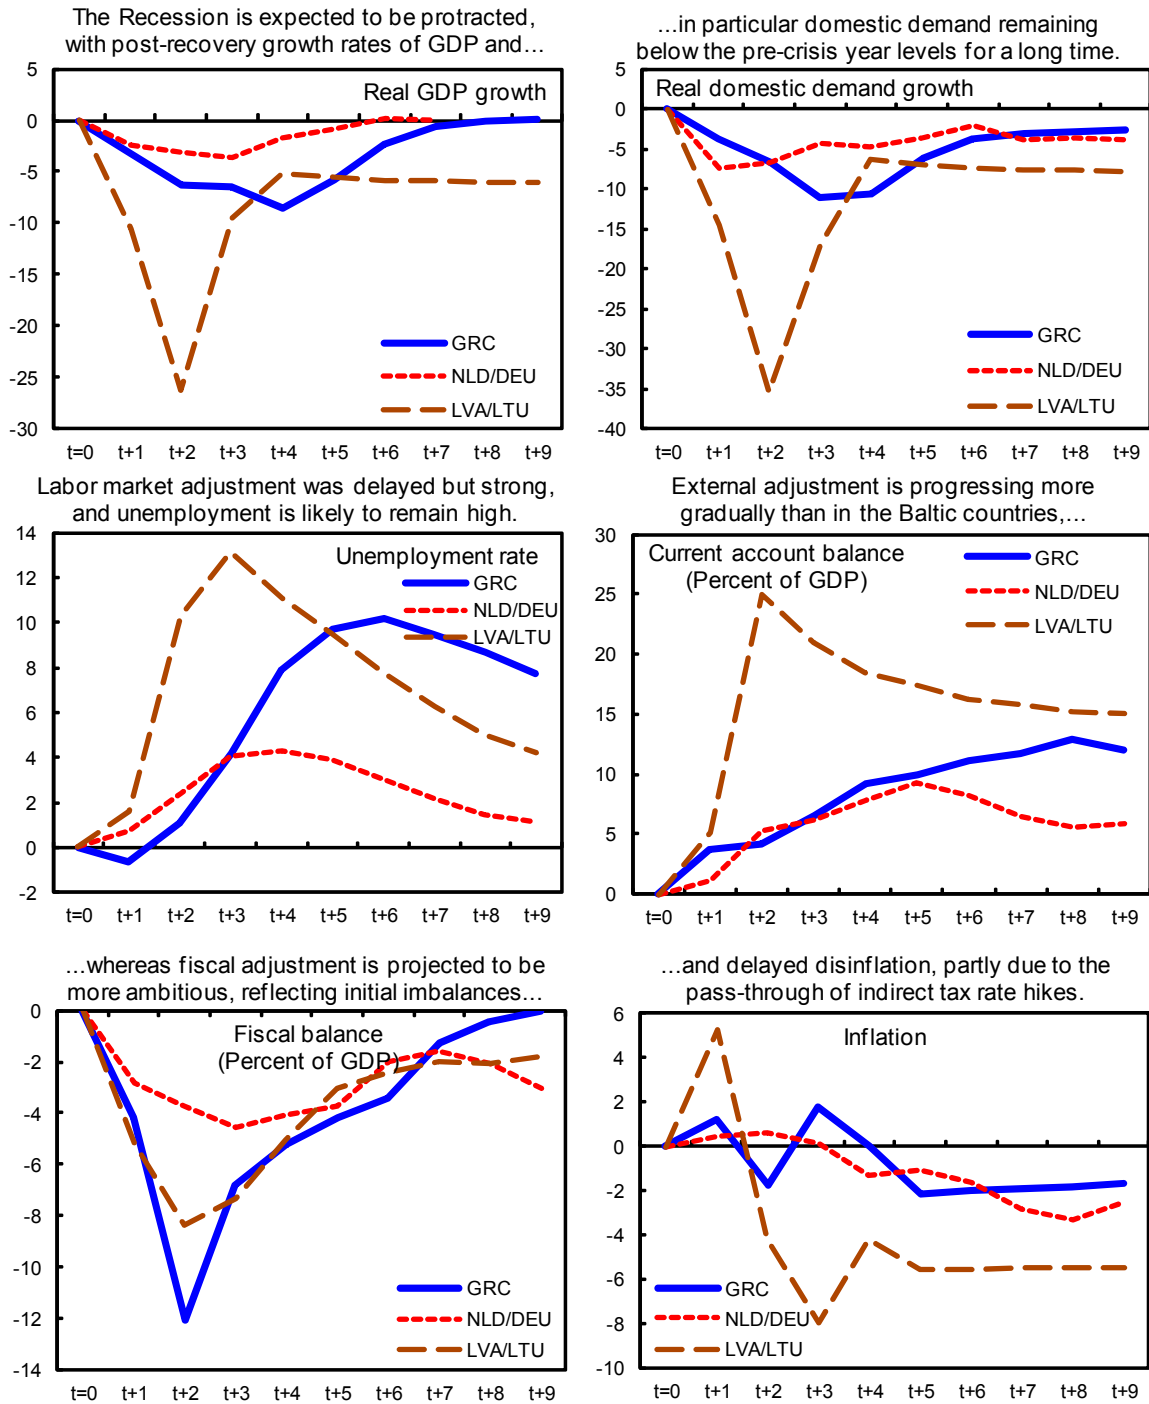 The Recession is expected to be protracted,
with post-recovery growth rates of GDP and…
5
0
-5
-10
-15
-20
-25
-30
Real GDP growth
GRC
NLD/DEU
LVA/LTU
t=0 t+1 t+2 t+3 t+4 t+5 t+6 t+7 t+8 t+9
…in particular domestic demand remaining
below the pre-crisis year levels for a long time.
5
0
-5
-10
-15
-20
-25
-30
-35
-40
Real domestic demand growth
GRC
NLD/DEU
LVA/LTU
t=0 t+1 t+2 t+3 t+4 t+5 t+6 t+7 t+8 t+9
Labor market adjustment was delayed but strong,
and unemployment is likely to remain high.
14
12
10
8
6
4
2
0
-2
Unemployment rate
GRC
NLD/DEU
LVA/LTU
t=0 t+1 t+2 t+3 t+4 t+5 t+6 t+7 t+8 t+9
External adjustment is progressing more
gradually than in the Baltic countries,…
30
25
20
15
10
5
0
Current account balance
(Percent of GDP)
GRC
NLD/DEU
LVA/LTU
t=0 t+1 t+2 t+3 t+4 t+5 t+6 t+7 t+8 t+9
…whereas fiscal adjustment is projected to be
more ambitious, reflecting initial imbalances…
0
-2
-4
-6
-8
-10
-12
-14
Fiscal balance
(Percent of GDP)
GRC
NLD/DEU
LVA/LTU
t=0 t+1 t+2 t+3 t+4 t+5 t+6 t+7 t+8 t+9
…and delayed disinflation, partly due to the
pass-through of indirect tax rate hikes.
6
4
2
0
-2
-4
-6
-8
-10
Inflation
GRC
NLD/DEU
LVA/LTU
t=0 t+1 t+2 t+3 t+4 t+5 t+6 t+7 t+8 t+9